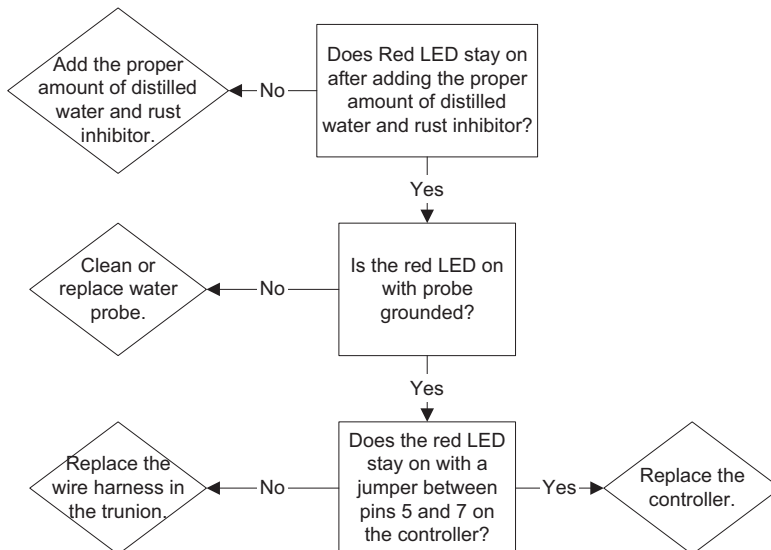 Add the proper
amount of distilled
water and rust
inhibitor.
No
Does Red LED stay on
after adding the proper
amount of distilled
water and rust inhibitor?
Yes
Clean or
replace water
probe.
No
Is the red LED on
with probe
grounded?
Yes
Replace the
wire harness in
the trunion.
No
Does the red LED
stay on with a
jumper between
pins 5 and 7 on
the controller?
Yes
Replace the
controller.